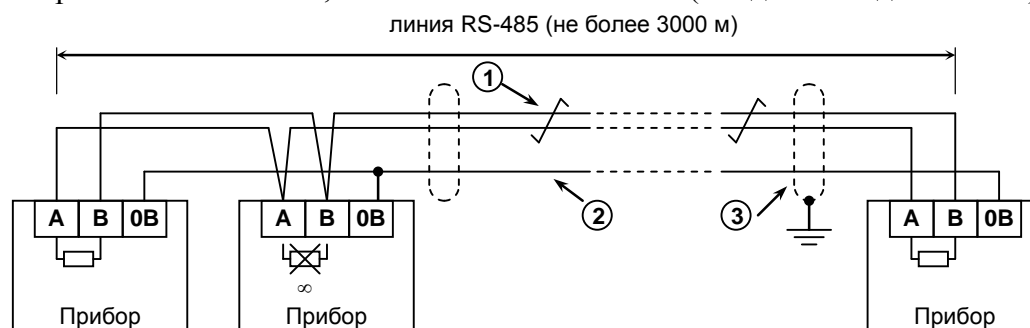 линия RS-485 (не более 3000 м)
1
2
3
A B 0B
A B 0B
A B 0B
∞
Прибор
Прибор
Прибор